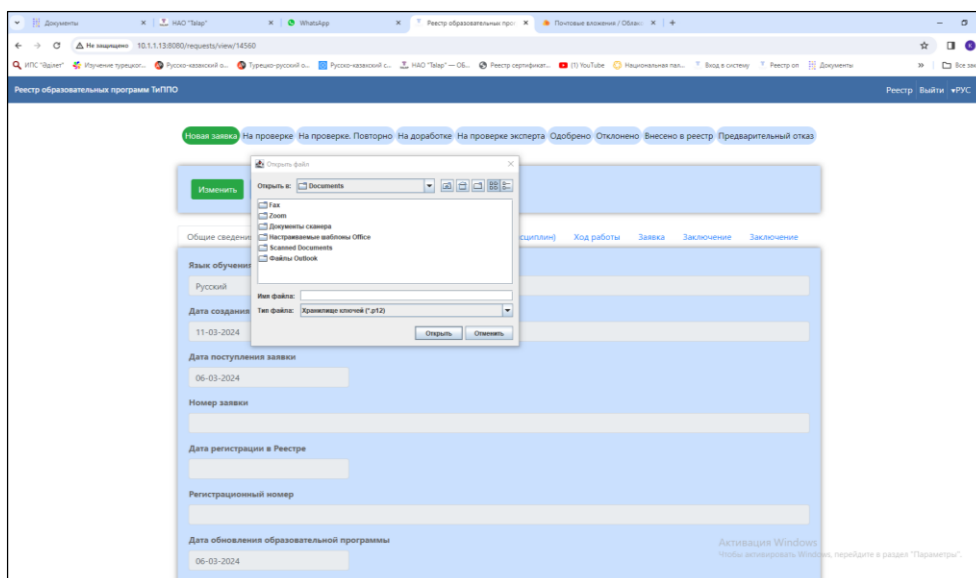 Документы
НАО "Talap"
WhatsApp
Реестр образовательных прог
Почтовые вложения / Облако
Не защищено 10.1.1.13:8080/requests/view/14560
ИПС "Әділет" Изучение турецког... Русско-казахский о... Турецко-русский о... Русско-казахский с... НАО "Talap" — ОБ... Реестр сертификат... (1) YouTube Национальная пал... Вход в систему Реестр оп Документы » Все зак
Реестр образовательных программ ТиППО Реестр Выйти ▾РУС
Новая заявка На проверке На проверке. Повторно На доработке На проверке эксперта Одобрено Отклонено Внесено в реестр Предварительный отказ
Изменить
Открыть файл
Открыть в: Documents
Fax
Zoom
Документы сканера
Настраиваемые шаблоны Office
Scanned Documents
Файлы Outlook
Имя файла:
Тип файла: Хранилище ключей (*.p12)
Открыть Отменить
Общие сведени сциплин) Ход работы Заявка Заключение Заключение
Язык обучения
Русский
Дата создания
11-03-2024
Дата поступления заявки
06-03-2024
Номер заявки
Дата регистрации в Реестре
Регистрационный номер
Дата обновления образовательной программы
06-03-2024
Активация Windows
Чтобы активировать Windows, перейдите в раздел "Параметры".